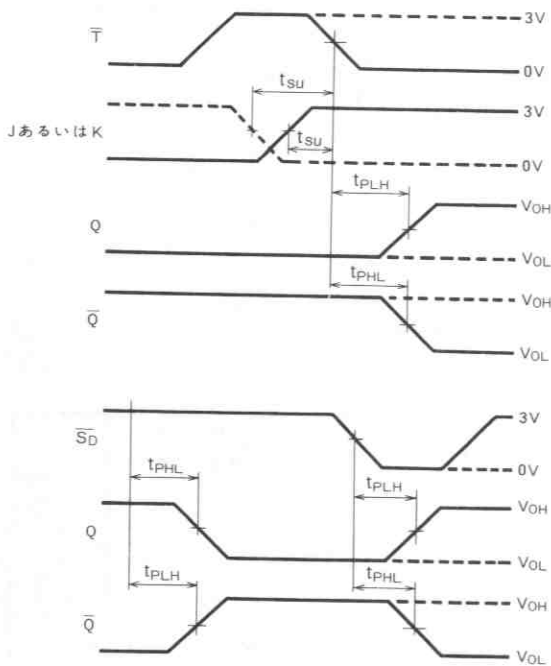 T̅
3V
0V
tsu
JあるいはK
3V
tsu
0V
tPLH
Q
VOH
VOL
tPHL
Q̅
VOH
VOL
S̅D̅
3V
0V
tPHL
tPLH
Q
VOH
VOL
tPLH
tPHL
Q̅
VOH
VOL